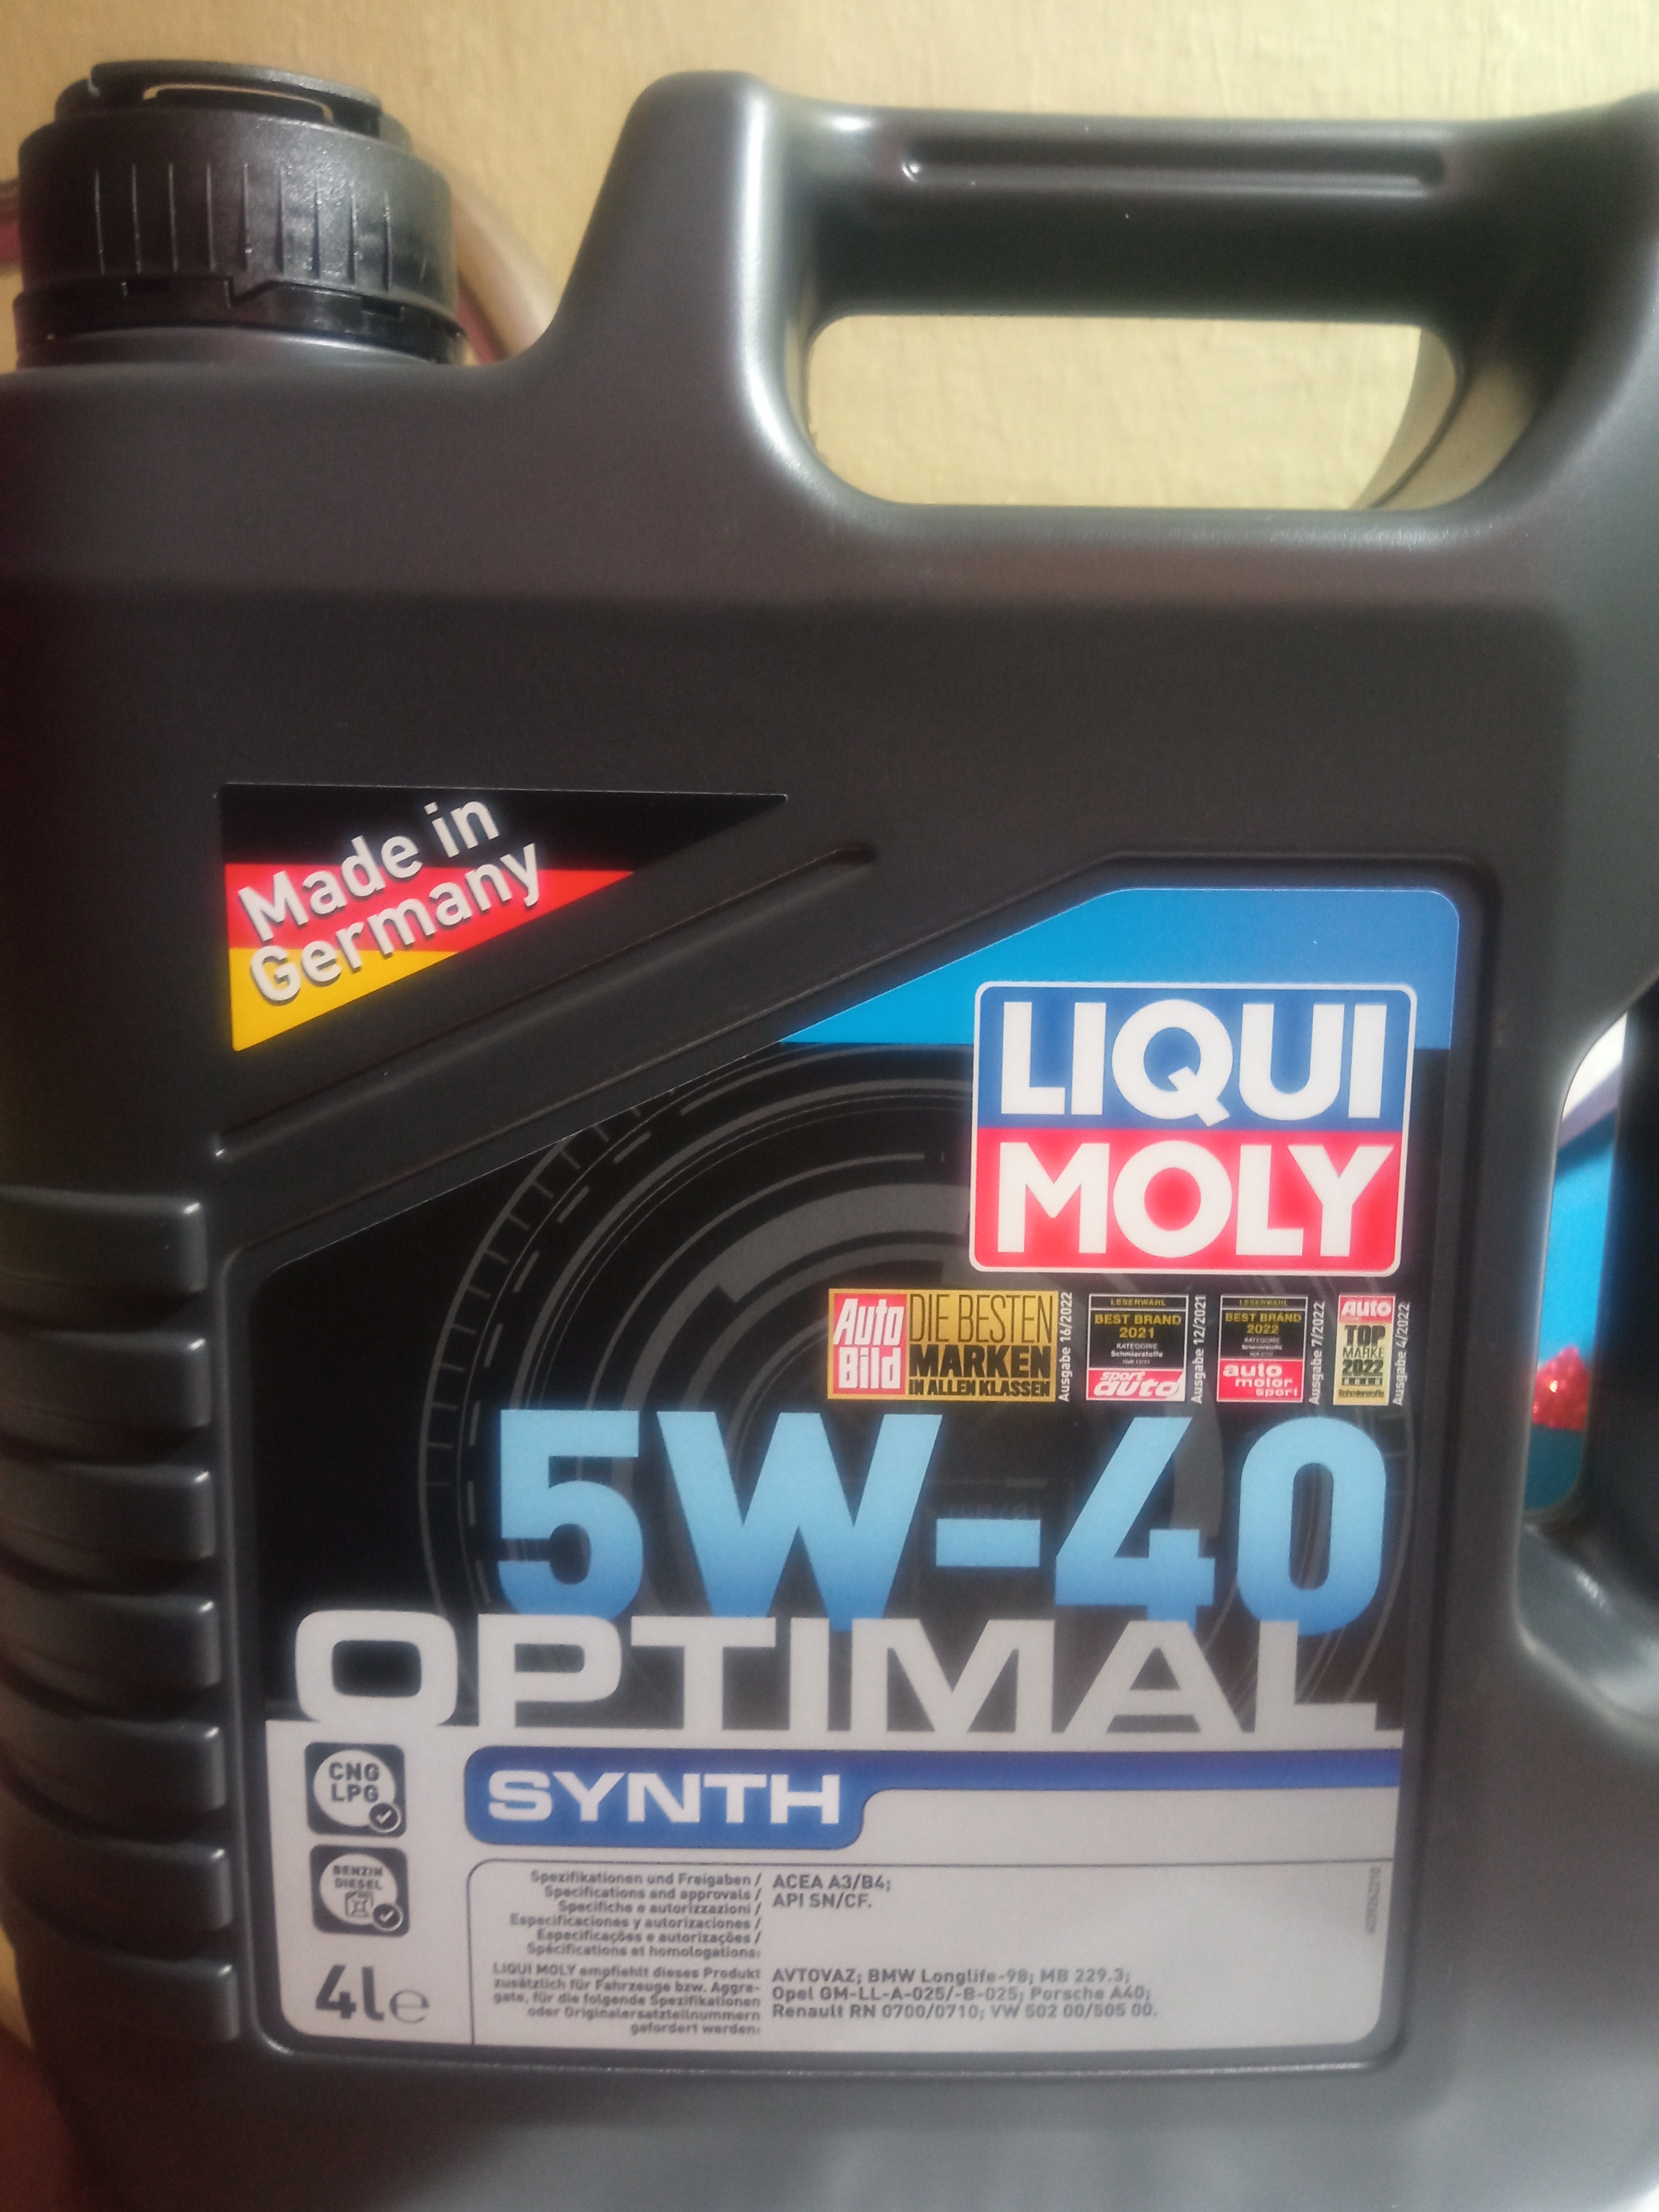 Made in
Germany
LIQUI
MOLY
Auto
Bild
DIE BESTEN
MARKEN
IN ALLEN KLASSEN
Ausgabe 16/2022
LESERWAHL
BEST BRAND
2021
KATEGORIE
Schmierstoffe
sport
auto
Ausgabe 12/2021
LESERWAHL
BEST BRAND
2022
KATEGORIE
Schmierstoffe
auto
motor
sport
Ausgabe 7/2022
Auto
TOP
MARKE
2022
Schmierstoffe
Ausgabe 4/2022
5W-40
OPTIMAL
SYNTH
CNG
LPG
BENZIN
DIESEL
4l e
Spezifikationen und Freigaben /
Specifications and approvals /
Specifiche e autorizzazioni /
Especificaciones y autorizaciones /
Especificações e autorizações /
Spécifications et homologations:
ACEA A3/B4;
API SN/CF.
LIQUI MOLY empfiehlt dieses Produkt
zusätzlich für Fahrzeuge bzw. Aggre-
gate, für die folgende Spezifikationen
oder Originalersatzteilnummern
gefordert werden:
AVTOVAZ; BMW Longlife-98; MB 229.3;
Opel GM-LL-A-025/-B-025; Porsche A40;
Renault RN 0700/0710; VW 502 00/505 00.